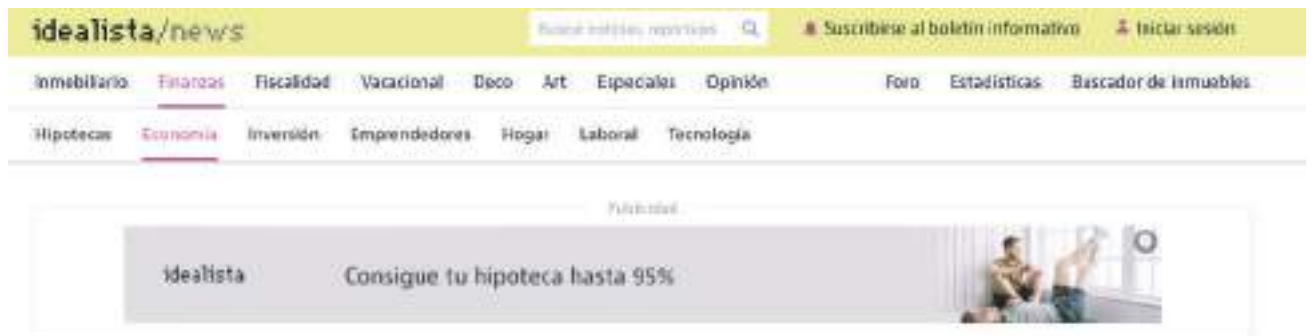 idealista/news
Suscribirse al boletín informativo Iniciar sesión
Inmobiliario Finanzas Fiscalidad Vacacional Deco Art Especiales Opinión Foro Estadísticas Buscador de inmuebles
Hipotecas Economía Inversión Emprendedores Hogar Laboral Tecnología
Publicidad
idealista Consigue tu hipoteca hasta 95%